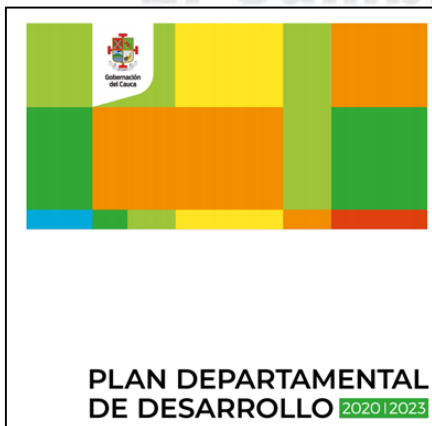 Gobernación
del Cauca
PLAN DEPARTAMENTAL
DE DESARROLLO 2020|2023